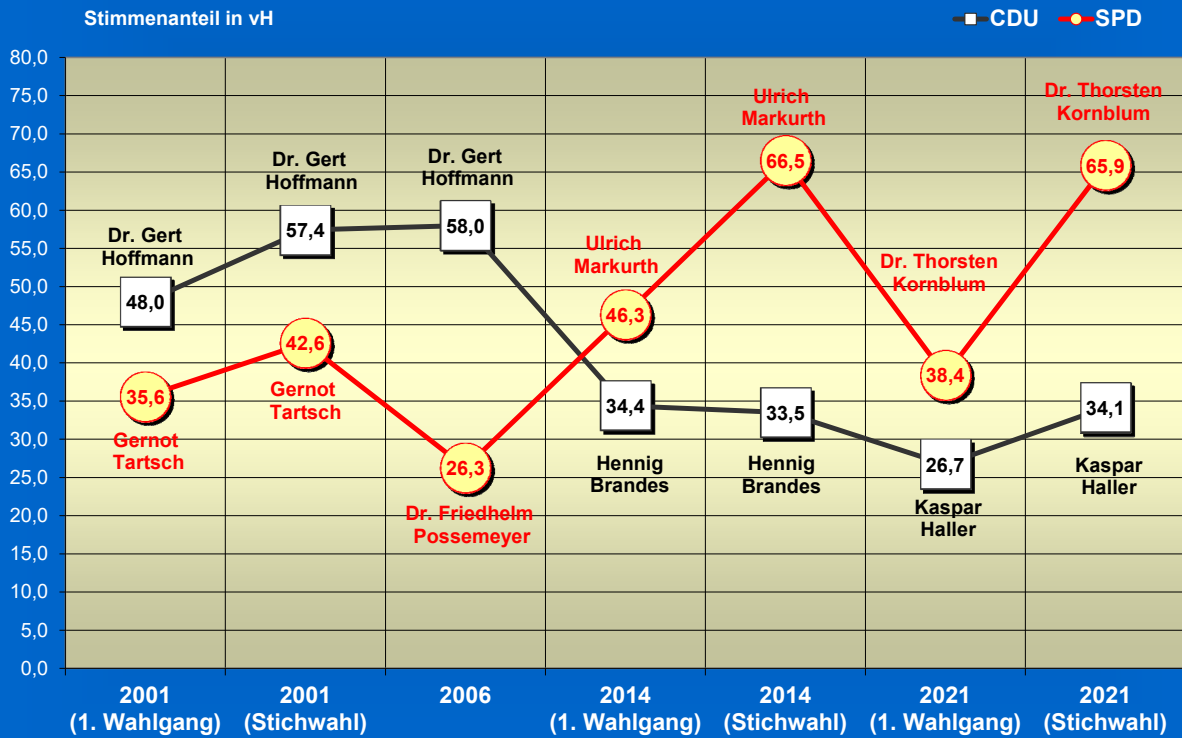 Stimmenanteil in vH
CDU SPD
80,0
75,0
70,0
65,0
60,0
55,0
50,0
45,0
40,0
35,0
30,0
25,0
20,0
15,0
10,0
5,0
0,0
Dr. Gert
Hoffmann
48,0
35,6
Gernot
Tartsch
Dr. Gert
Hoffmann
57,4
42,6
Gernot
Tartsch
Dr. Gert
Hoffmann
58,0
26,3
Dr. Friedhelm
Possemeyer
Ulrich
Markurth
46,3
34,4
Hennig
Brandes
Ulrich
Markurth
66,5
33,5
Hennig
Brandes
Dr. Thorsten
Kornblum
38,4
26,7
Kaspar
Haller
Dr. Thorsten
Kornblum
65,9
34,1
Kaspar
Haller
2001
(1. Wahlgang)
2001
(Stichwahl)
2006
2014
(1. Wahlgang)
2014
(Stichwahl)
2021
(1. Wahlgang)
2021
(Stichwahl)